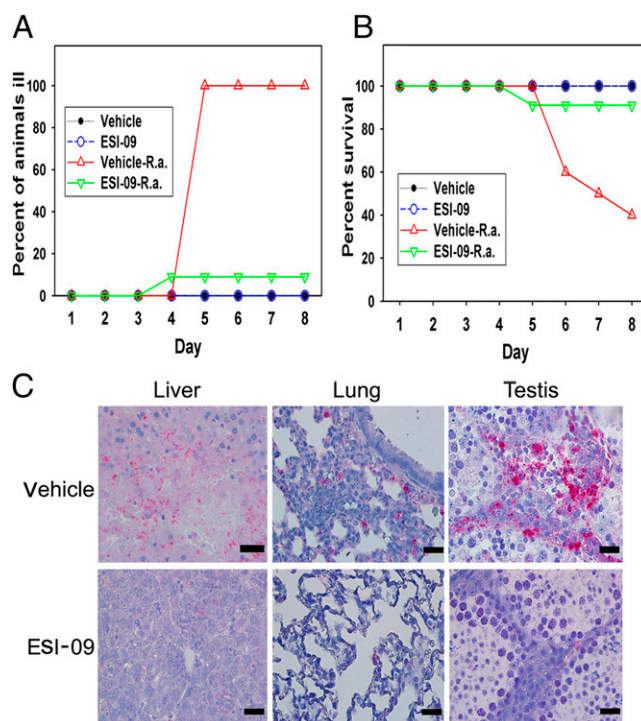 A
Percent of animals ill
100
80
60
40
20
0
Vehicle
ESI-09
Vehicle-R.a.
ESI-09-R.a.
1 2 3 4 5 6 7 8
Day
B
Percent survival
100
80
60
40
20
0
Vehicle
ESI-09
Vehicle-R.a.
ESI-09-R.a.
1 2 3 4 5 6 7 8
Day
C
Liver Lung Testis
Vehicle
ESI-09